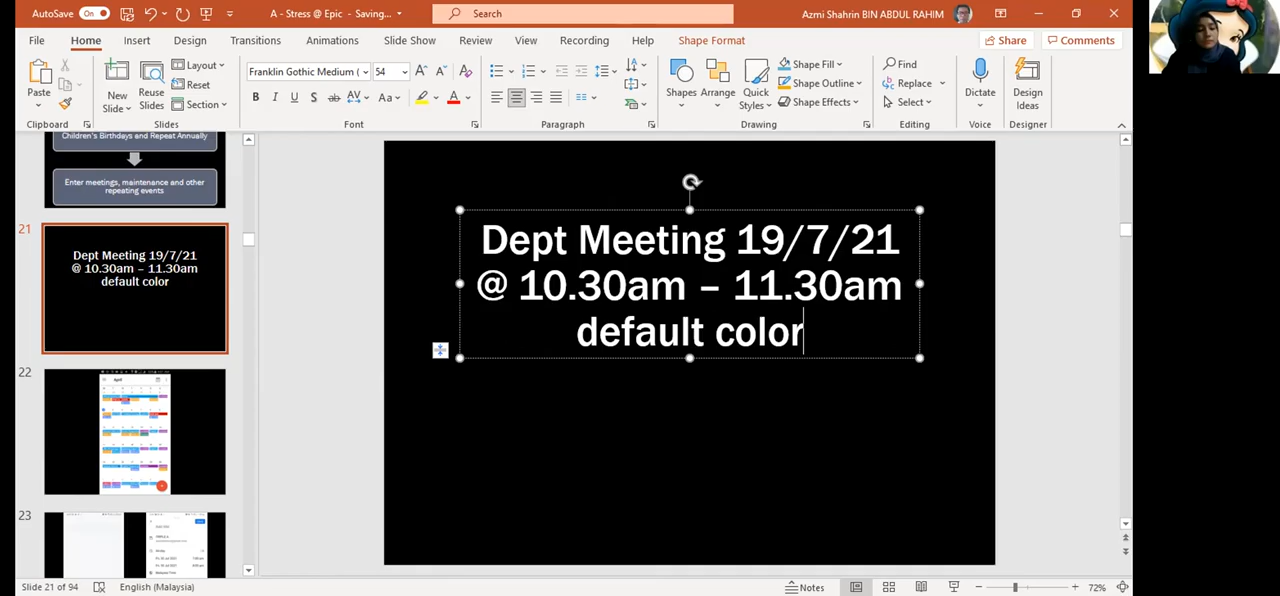 AutoSave On A - Stress @ Epic - Saving... Search Azmi Shahrin BIN ABDUL RAHIM
File Home Insert Design Transitions Animations Slide Show Review View Recording Help Shape Format Share Comments
Paste New Slide Reuse Slides Layout Reset Section
Franklin Gothic Medium ( 54
B I U S ab AV Aa A
Shapes Arrange Quick Styles Shape Fill Shape Outline Shape Effects
Find Replace Select Dictate Design Ideas
Clipboard Slides Font Paragraph Drawing Editing Voice Designer
Children's Birthdays and Repeat Annually
Enter meetings, maintenance and other
repeating events
21
Dept Meeting 19/7/21
@ 10.30am – 11.30am
default color
22
April
23
Dept Meeting 19/7/21
@ 10.30am – 11.30am
default color
Slide 21 of 94 English (Malaysia) Notes 72%